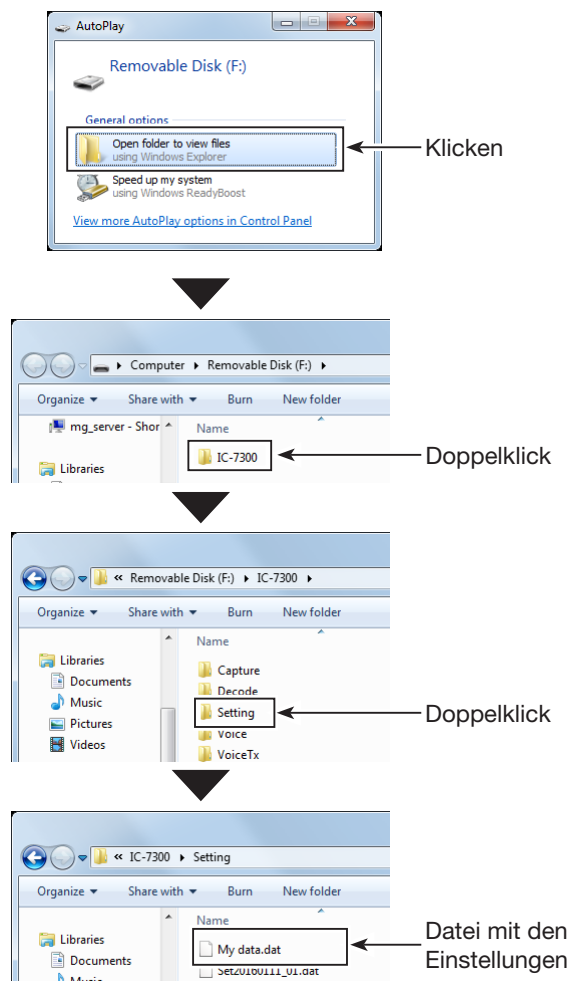 AutoPlay
Removable Disk (F:)
General options
Open folder to view files
using Windows Explorer
Klicken
Speed up my system
using Windows ReadyBoost
View more AutoPlay options in Control Panel
Computer Removable Disk (F:)
Organize Share with Burn New folder
mg_server - Shor Name
IC-7300 Doppelklick
Libraries
« Removable Disk (F:) IC-7300
Organize Share with Burn New folder
Name
Libraries Capture
Documents Decode
Music Setting Doppelklick
Pictures Voice
Videos VoiceTx
« IC-7300 Setting
Organize Share with Burn New folder
Name
Libraries My data.dat Datei mit den
Documents Set20160111_01.dat Einstellungen
Music